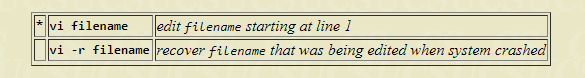 * vi filename edit filename starting at line 1
vi -r filename recover filename that was being edited when system crashed